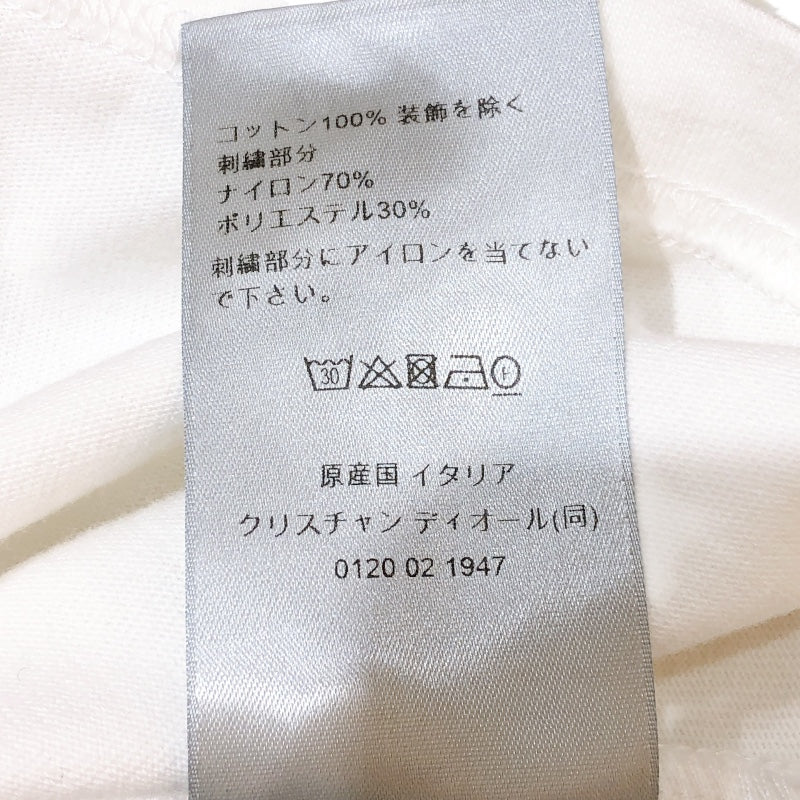 コットン100% 装飾を除く
刺繍部分
ナイロン70%
ポリエステル30%
刺繍部分にアイロンを当てない
で下さい。
30
F
原産国 イタリア
クリスチャン ディオール(同)
0120 02 1947